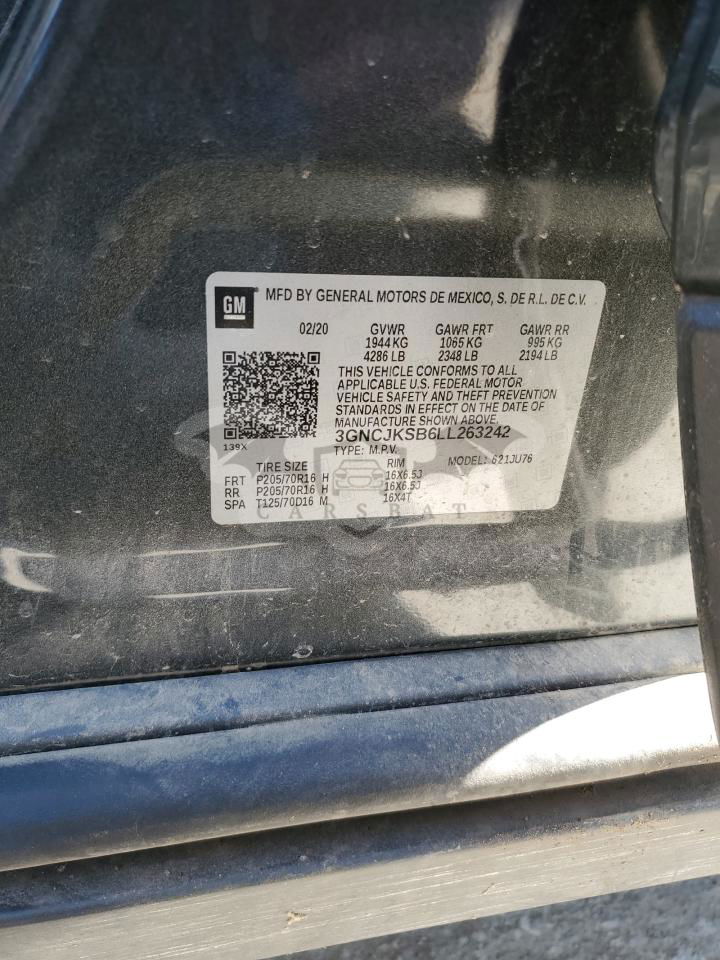 GM
MFD BY GENERAL MOTORS DE MEXICO, S. DE R.L. DE C.V.
02/20 GVWR GAWR FRT GAWR RR
1944 KG 1065 KG 995 KG
4286 LB 2348 LB 2194 LB
THIS VEHICLE CONFORMS TO ALL
APPLICABLE U.S. FEDERAL MOTOR
VEHICLE SAFETY AND THEFT PREVENTION
STANDARDS IN EFFECT ON THE DATE OF
MANUFACTURE SHOWN ABOVE.
3GNCJKSB6LL263242
139X
TYPE: M.P.V. MODEL: 621JU76
TIRE SIZE RIM
FRT P205/70R16 H 16X6.5J
RR P205/70R16 H 16X6.5J
SPA T125/70D16 M 16X4T
CARSBAT